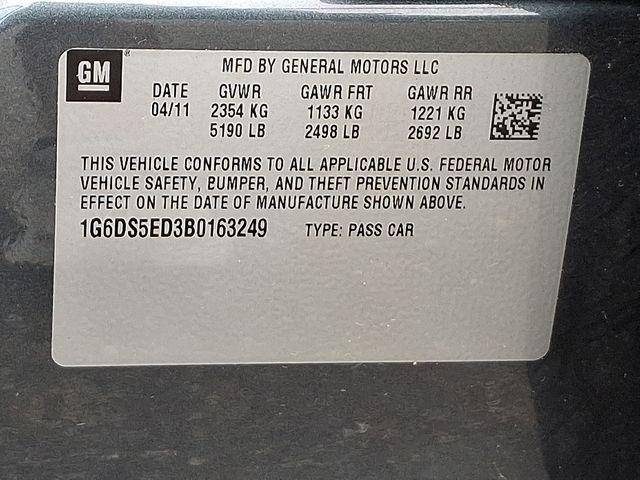 GM ®
MFD BY GENERAL MOTORS LLC
DATE GVWR GAWR FRT GAWR RR
04/11 2354 KG 1133 KG 1221 KG
5190 LB 2498 LB 2692 LB
THIS VEHICLE CONFORMS TO ALL APPLICABLE U.S. FEDERAL MOTOR
VEHICLE SAFETY, BUMPER, AND THEFT PREVENTION STANDARDS IN
EFFECT ON THE DATE OF MANUFACTURE SHOWN ABOVE.
1G6DS5ED3B0163249 TYPE: PASS CAR